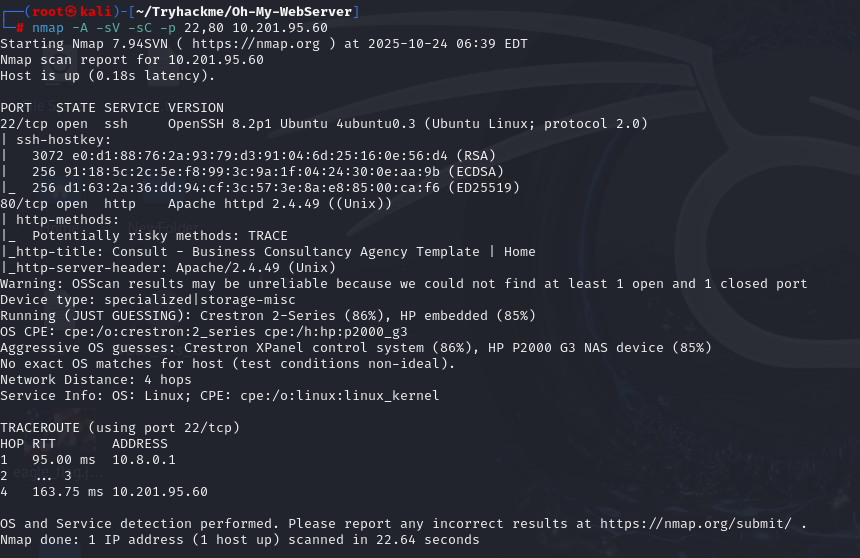 ┌──(root㉿kali)-[~/Tryhackme/Oh-My-WebServer]
└─# nmap -A -sV -sC -p 22,80 10.201.95.60
Starting Nmap 7.94SVN ( https://nmap.org ) at 2025-10-24 06:39 EDT
Nmap scan report for 10.201.95.60
Host is up (0.18s latency).

PORT   STATE SERVICE VERSION
22/tcp open  ssh     OpenSSH 8.2p1 Ubuntu 4ubuntu0.3 (Ubuntu Linux; protocol 2.0)
| ssh-hostkey:
|   3072 e0:d1:88:76:2a:93:79:d3:91:04:6d:25:16:0e:56:d4 (RSA)
|   256 91:18:5c:2c:5e:f8:99:3c:9a:1f:04:24:30:0e:aa:9b (ECDSA)
|_  256 d1:63:2a:36:dd:94:cf:3c:57:3e:8a:e8:85:00:ca:f6 (ED25519)
80/tcp open  http    Apache httpd 2.4.49 ((Unix))
| http-methods:
|_  Potentially risky methods: TRACE
|_http-title: Consult - Business Consultancy Agency Template | Home
|_http-server-header: Apache/2.4.49 (Unix)
Warning: OSScan results may be unreliable because we could not find at least 1 open and 1 closed port
Device type: specialized|storage-misc
Running (JUST GUESSING): Crestron 2-Series (86%), HP embedded (85%)
OS CPE: cpe:/o:crestron:2_series cpe:/h:hp:p2000_g3
Aggressive OS guesses: Crestron XPanel control system (86%), HP P2000 G3 NAS device (85%)
No exact OS matches for host (test conditions non-ideal).
Network Distance: 4 hops
Service Info: OS: Linux; CPE: cpe:/o:linux:linux_kernel

TRACEROUTE (using port 22/tcp)
HOP RTT       ADDRESS
1   95.00 ms  10.8.0.1
2   ... 3
4   163.75 ms 10.201.95.60

OS and Service detection performed. Please report any incorrect results at https://nmap.org/submit/ .
Nmap done: 1 IP address (1 host up) scanned in 22.64 seconds